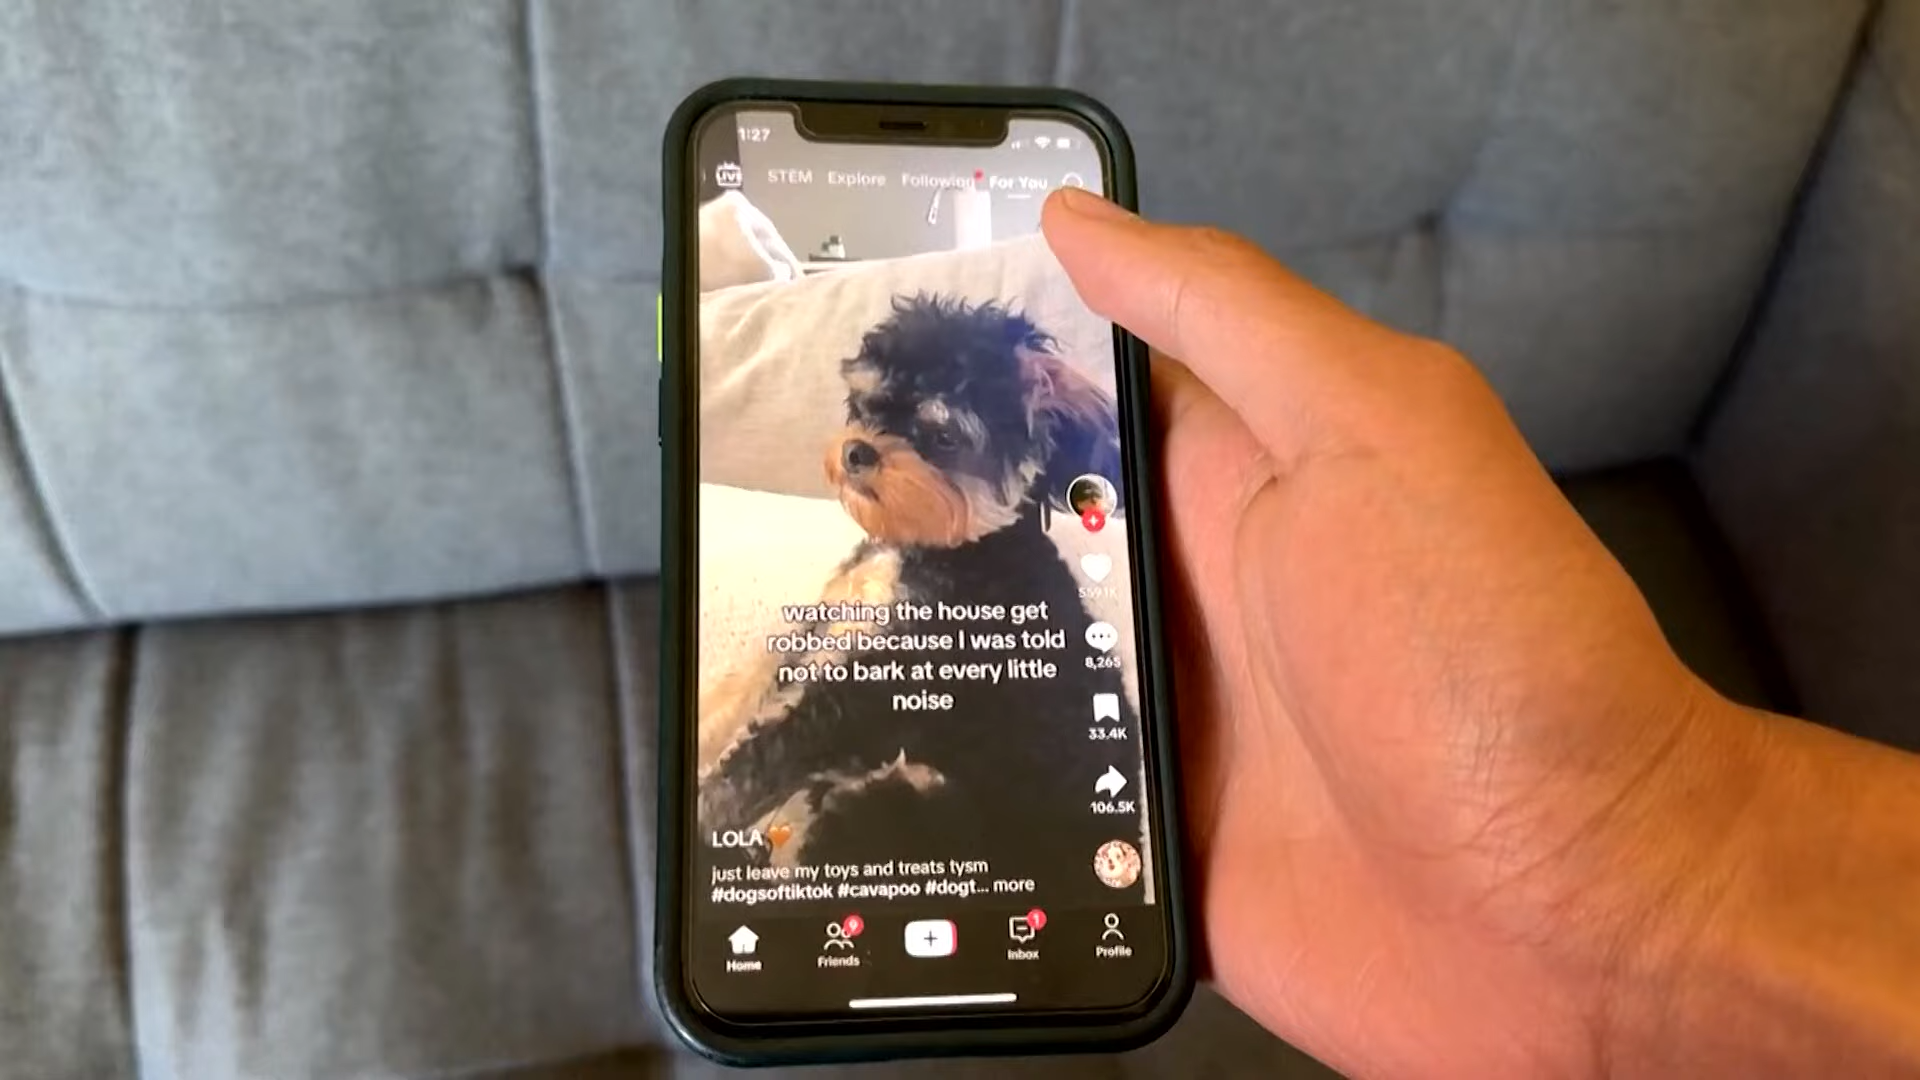 1:27
LIVE STEM Explore Following For You
watching the house get
robbed because I was told
not to bark at every little
noise
8,265
33.4K
106.5K
LOLA 🧡
just leave my toys and treats tysm
#dogsoftiktok #cavapoo #dogt... more
9
1
Home Friends Inbox Profile